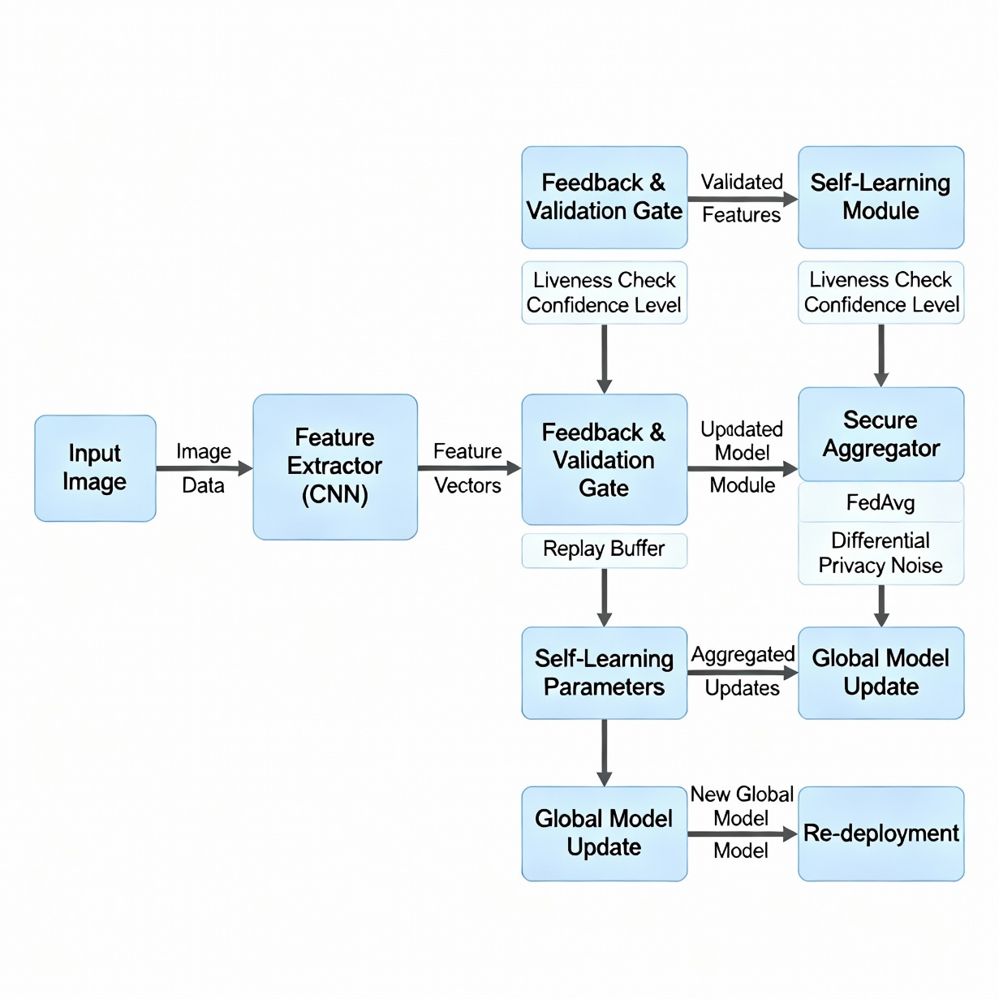 Feedback &
Validation Gate
Validated
Features
Self-Learning
Module
Liveness Check
Confidence Level
Liveness Check
Confidence Level
Input
Image
Image
Data
Feature
Extractor
(CNN)
Feature
Vectors
Feedback &
Validation
Gate
Updated
Model
Module
Secure
Aggregator
FedAvg
Differential
Privacy Noise
Replay Buffer
Self-Learning
Parameters
Aggregated
Updates
Global Model
Update
Global Model
Update
New Global
Model
Model
Re-deployment